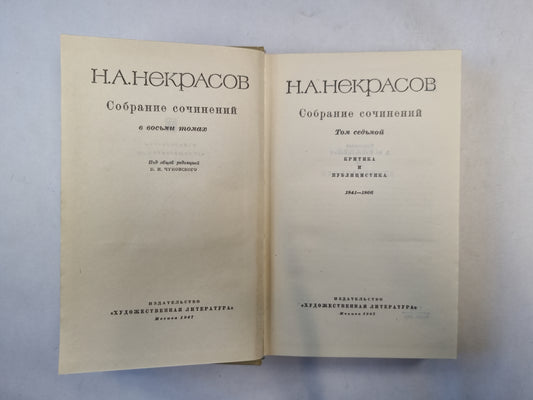 Н.А.Некрасов
Собрание сочинений
в восьми томах
Под общей редакцией
К. И. ЧУКОВСКОГО
ИЗДАТЕЛЬСТВО
«ХУДОЖЕСТВЕННАЯ ЛИТЕРАТУРА»
Москва 1967
Н.А.Некрасов
Собрание сочинений
Том седьмой
КРИТИКА
И
ПУБЛИЦИСТИКА
1841—1866
ИЗДАТЕЛЬСТВО
«ХУДОЖЕСТВЕННАЯ ЛИТЕРАТУРА»
Москва 1967